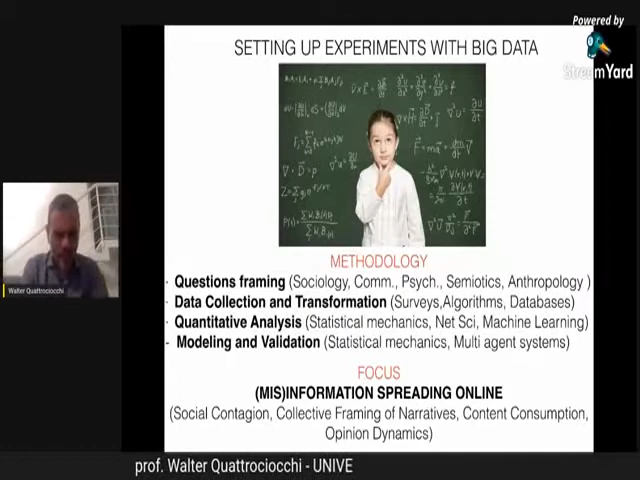 Powered by
StreamYard
SETTING UP EXPERIMENTS WITH BIG DATA
METHODOLOGY
· Questions framing (Sociology, Comm., Psych., Semiotics, Anthropology )
· Data Collection and Transformation (Surveys,Algorithms, Databases)
· Quantitative Analysis (Statistical mechanics, Net Sci, Machine Learning)
- Modeling and Validation (Statistical mechanics, Multi agent systems)
FOCUS
(MIS)INFORMATION SPREADING ONLINE
(Social Contagion, Collective Framing of Narratives, Content Consumption,
Opinion Dynamics)
Walter Quattrociocchi
prof. Walter Quattrociocchi - UNIVE